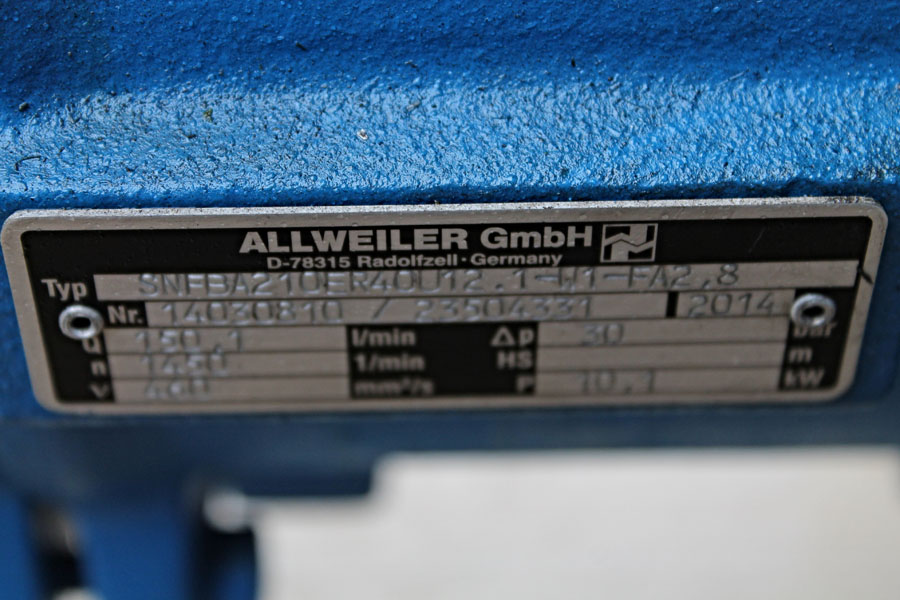 ALLWEILER GmbH
D-78315 Radolfzell · Germany
Typ SNFBA210ER40U12.1-W1-FA2,8
Nr. 14030810 / 23504331 2014
Q 150.1 l/min Δp 30 bar
n 1450 1/min HS m
ν 460 mm²/s P 10.1 kW